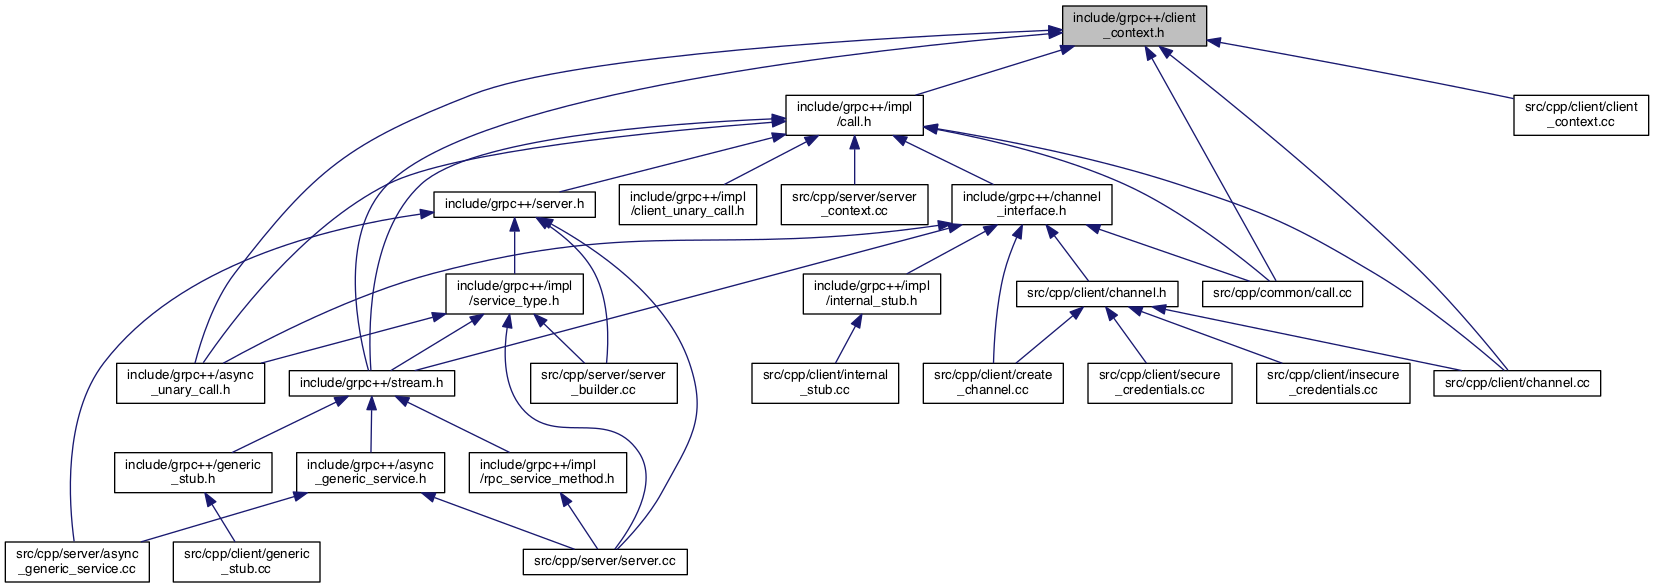 include/grpc++/client
_context.h
include/grpc++/impl
/call.h
src/cpp/client/client
_context.cc
include/grpc++/server.h
include/grpc++/impl
/client_unary_call.h
src/cpp/server/server
_context.cc
include/grpc++/channel
_interface.h
include/grpc++/impl
/service_type.h
include/grpc++/impl
/internal_stub.h
src/cpp/client/channel.h
src/cpp/common/call.cc
include/grpc++/async
_unary_call.h
include/grpc++/stream.h
src/cpp/server/server
_builder.cc
src/cpp/client/internal
_stub.cc
src/cpp/client/create
_channel.cc
src/cpp/client/secure
_credentials.cc
src/cpp/client/insecure
_credentials.cc
src/cpp/client/channel.cc
include/grpc++/generic
_stub.h
include/grpc++/async
_generic_service.h
include/grpc++/impl
/rpc_service_method.h
src/cpp/server/async
_generic_service.cc
src/cpp/client/generic
_stub.cc
src/cpp/server/server.cc